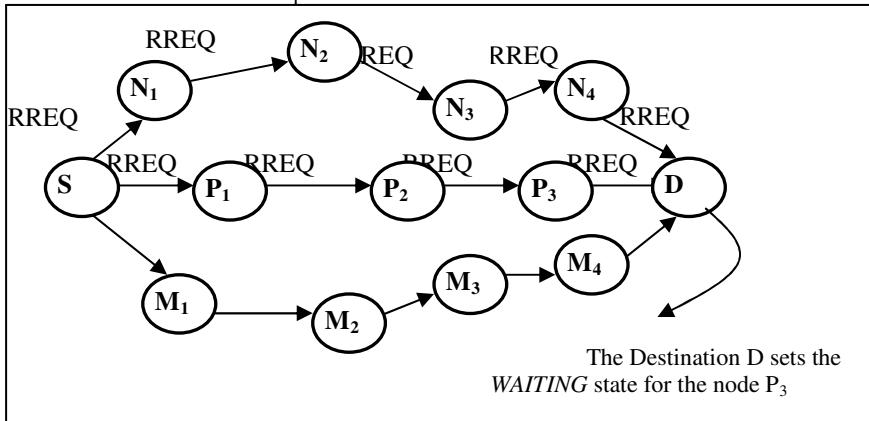 RREQ
N2
REQ
RREQ
N1
N4
N3
RREQ
RREQ
RREQ
RREQ
RREQ
RREQ
S
P1
P2
P3
D
M4
M3
M1
M2
The Destination D sets the
WAITING state for the node P3